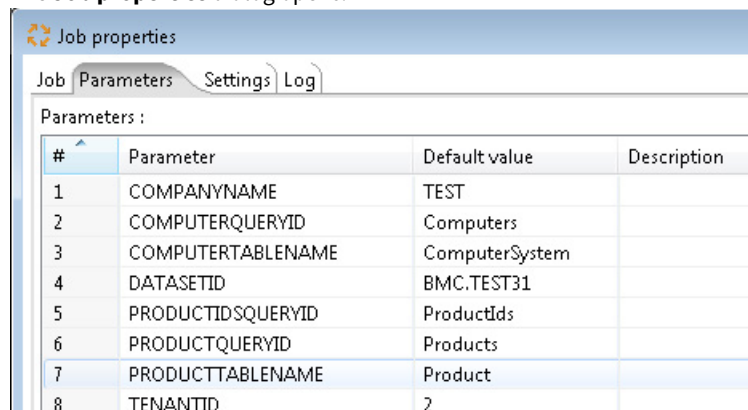 Job properties
Job Parameters Settings Log
Parameters :
# Parameter Default value Description
1 COMPANYNAME TEST
2 COMPUTERQUERYID Computers
3 COMPUTERTABLENAME ComputerSystem
4 DATASETID BMC.TEST31
5 PRODUCTIDSQUERYID ProductIds
6 PRODUCTQUERYID Products
7 PRODUCTTABLENAME Product
8 TENANTID 2